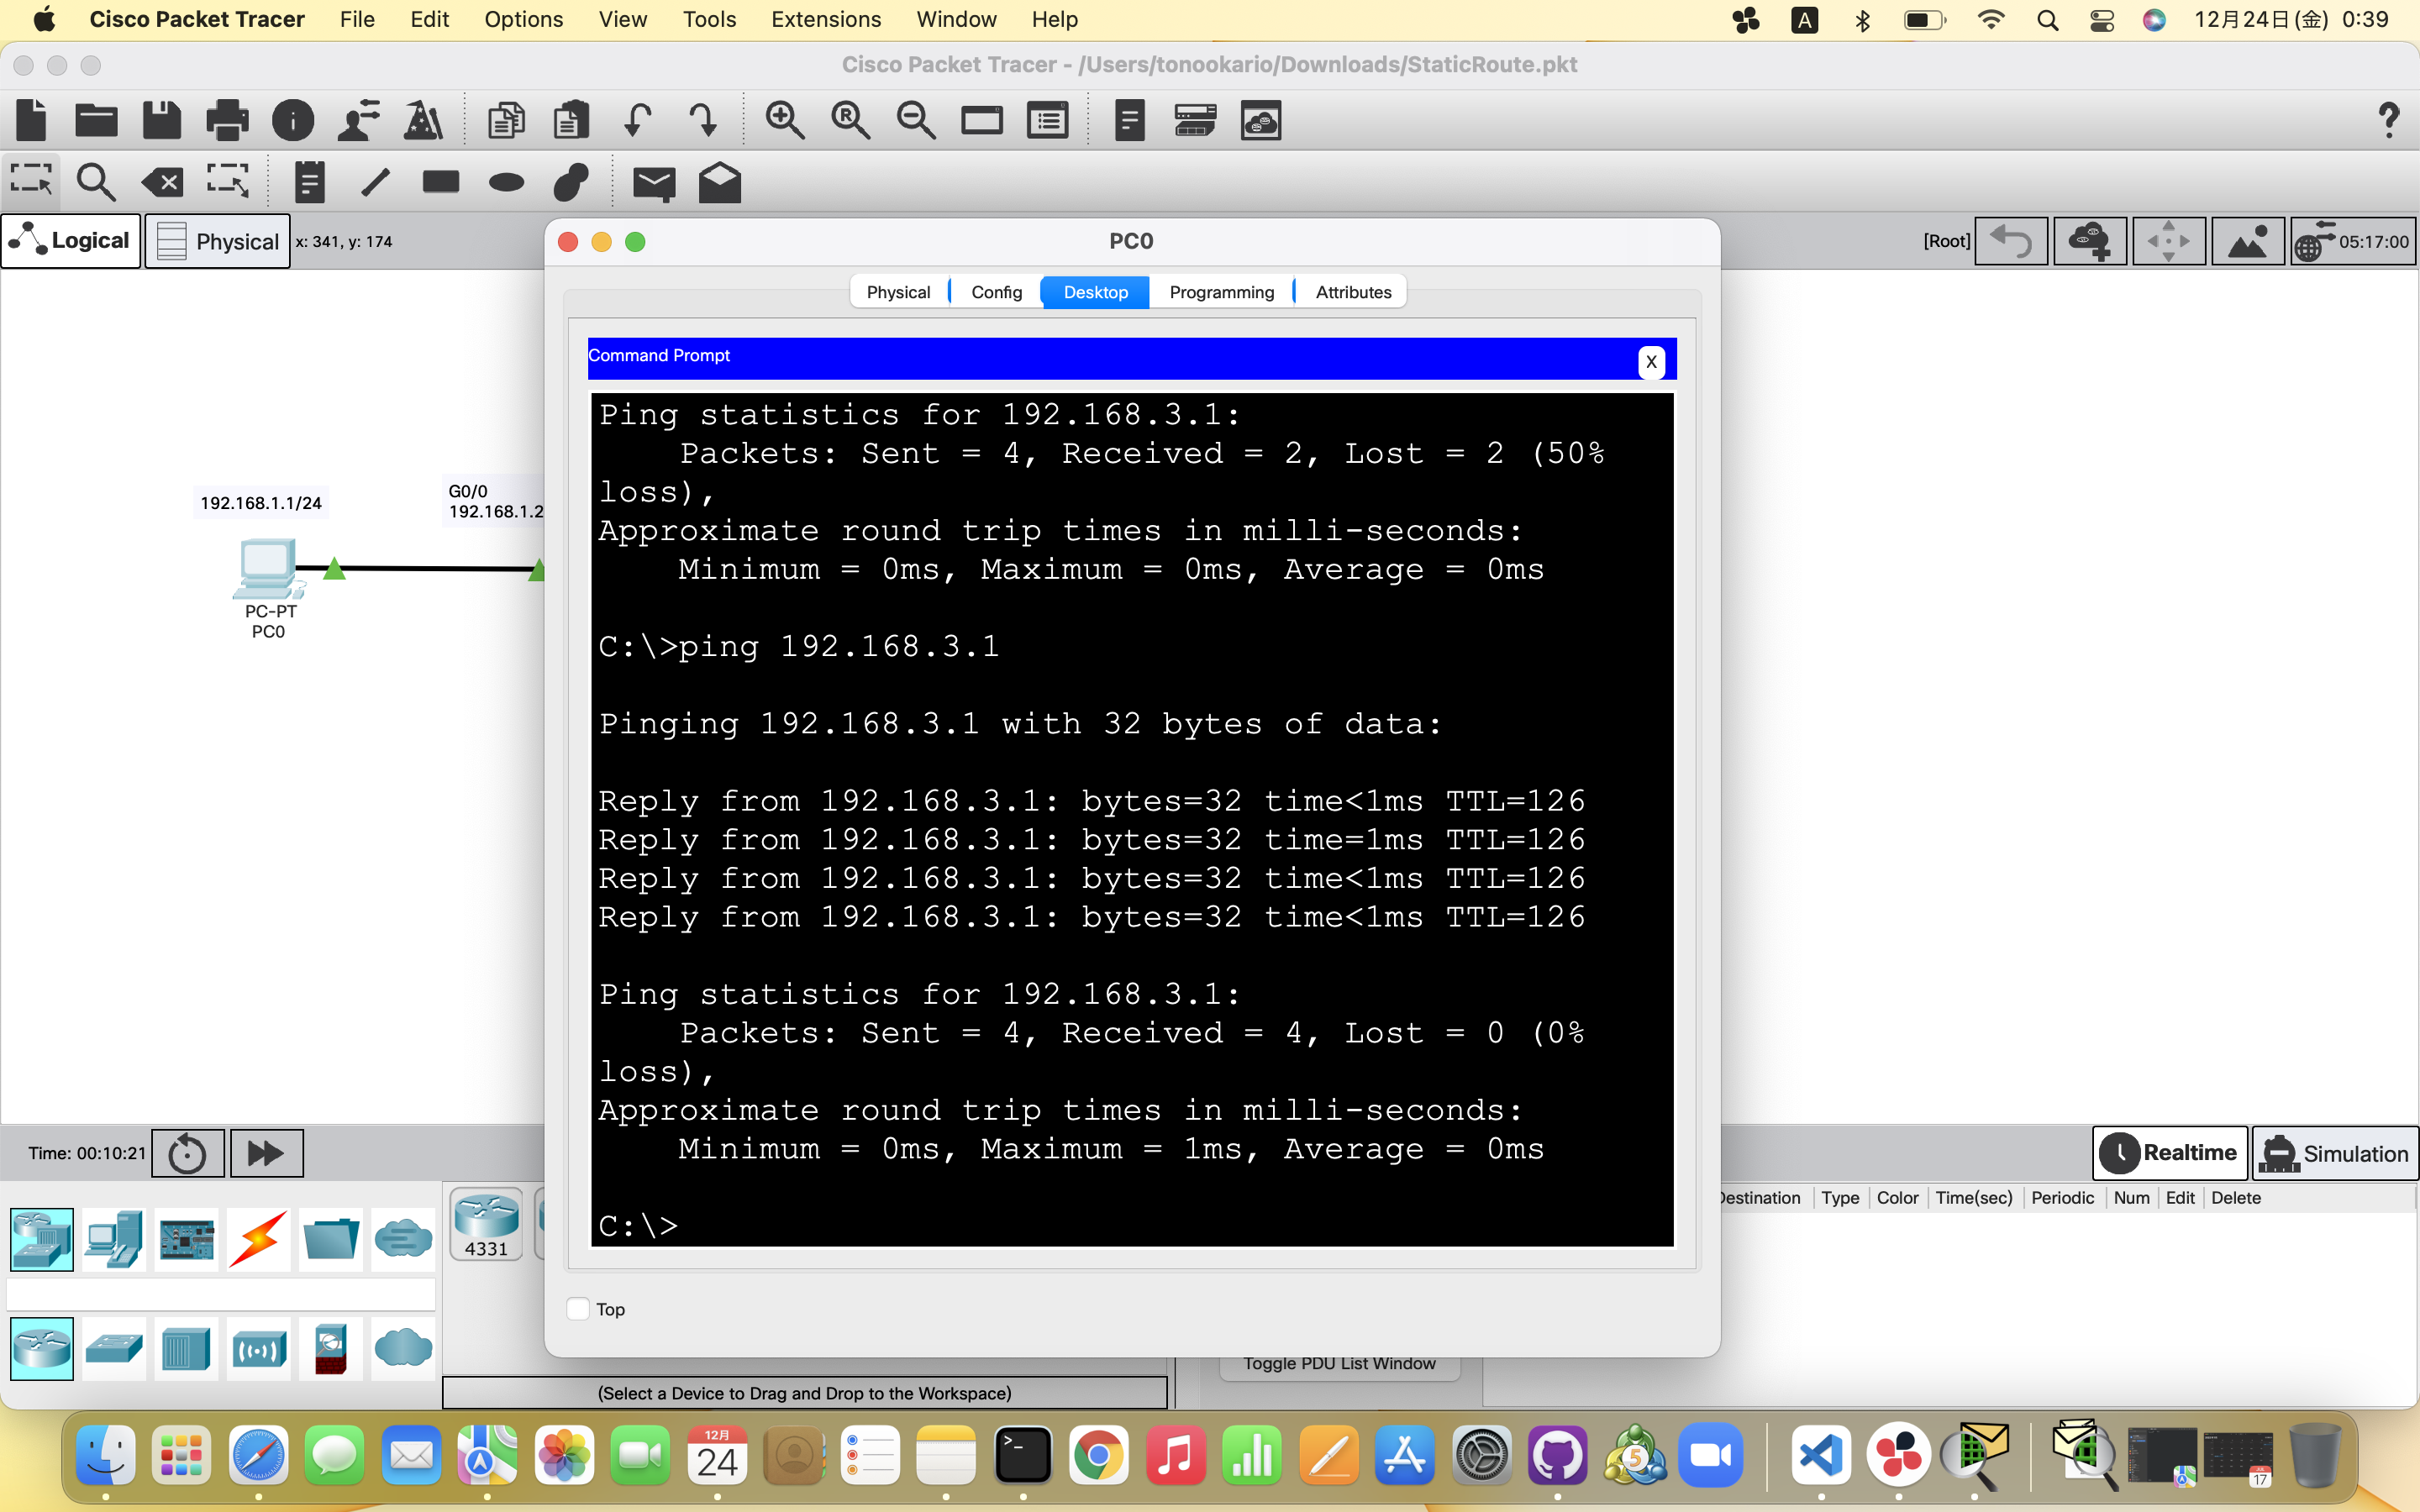 Cisco Packet Tracer File Edit Options View Tools Extensions Window Help A 12月24日(金) 0:39
Cisco Packet Tracer - /Users/tonookario/Downloads/StaticRoute.pkt
R ?
Logical Physical x: 341, y: 174 [Root] 05:17:00
PC0
Physical Config Desktop Programming Attributes
Command Prompt X
Ping statistics for 192.168.3.1:
Packets: Sent = 4, Received = 2, Lost = 2 (50%
loss),
Approximate round trip times in milli-seconds:
Minimum = 0ms, Maximum = 0ms, Average = 0ms
C:\>ping 192.168.3.1
Pinging 192.168.3.1 with 32 bytes of data:
Reply from 192.168.3.1: bytes=32 time<1ms TTL=126
Reply from 192.168.3.1: bytes=32 time=1ms TTL=126
Reply from 192.168.3.1: bytes=32 time<1ms TTL=126
Reply from 192.168.3.1: bytes=32 time<1ms TTL=126
Ping statistics for 192.168.3.1:
Packets: Sent = 4, Received = 4, Lost = 0 (0%
loss),
Approximate round trip times in milli-seconds:
Minimum = 0ms, Maximum = 1ms, Average = 0ms
C:\>
Top
192.168.1.1/24
G0/0
192.168.1.2
PC-PT
PC0
Time: 00:10:21 Realtime Simulation
4331
Destination Type Color Time(sec) Periodic Num Edit Delete
Toggle PDU List Window
(Select a Device to Drag and Drop to the Workspace)
12月
24
>_
5
17